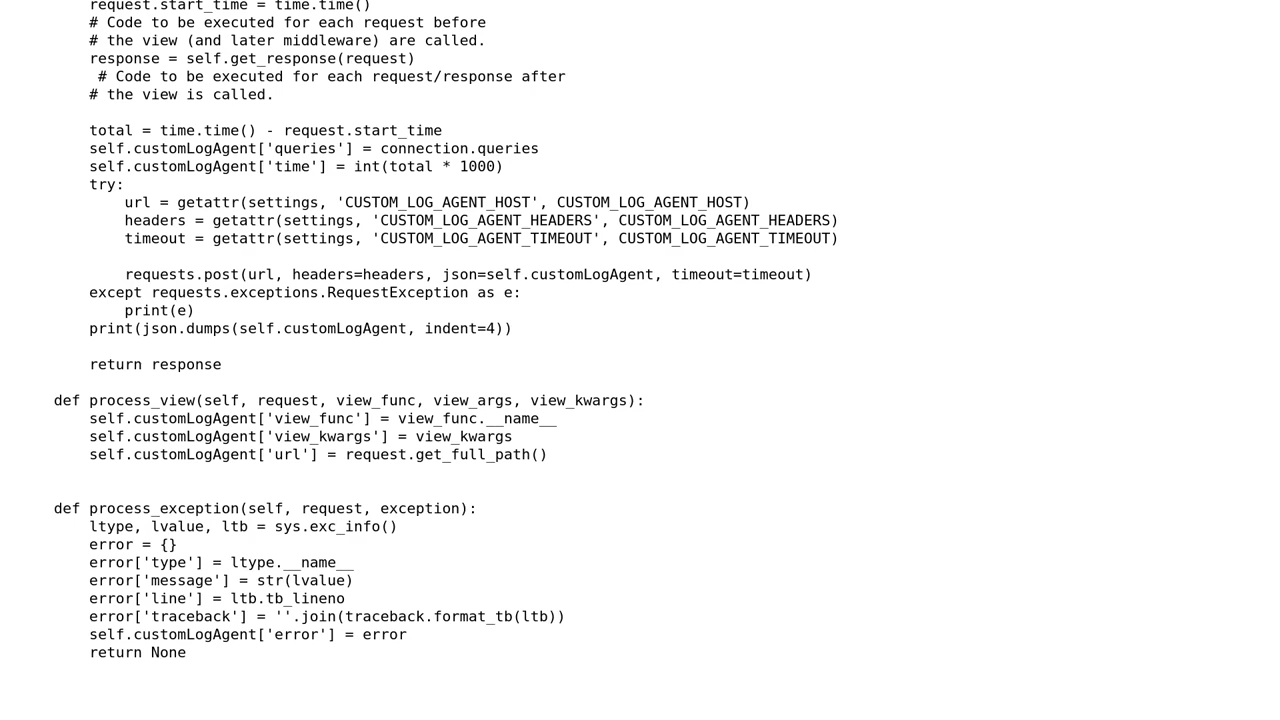 request.start_time = time.time()
# Code to be executed for each request before
# the view (and later middleware) are called.
response = self.get_response(request)
# Code to be executed for each request/response after
# the view is called.
total = time.time() - request.start_time
self.customLogAgent['queries'] = connection.queries
self.customLogAgent['time'] = int(total * 1000)
try:
url = getattr(settings, 'CUSTOM_LOG_AGENT_HOST', CUSTOM_LOG_AGENT_HOST)
headers = getattr(settings, 'CUSTOM_LOG_AGENT_HEADERS', CUSTOM_LOG_AGENT_HEADERS)
timeout = getattr(settings, 'CUSTOM_LOG_AGENT_TIMEOUT', CUSTOM_LOG_AGENT_TIMEOUT)
requests.post(url, headers=headers, json=self.customLogAgent, timeout=timeout)
except requests.exceptions.RequestException as e:
print(e)
print(json.dumps(self.customLogAgent, indent=4))
return response
def process_view(self, request, view_func, view_args, view_kwargs):
self.customLogAgent['view_func'] = view_func.__name__
self.customLogAgent['view_kwargs'] = view_kwargs
self.customLogAgent['url'] = request.get_full_path()
def process_exception(self, request, exception):
ltype, lvalue, ltb = sys.exc_info()
error = {}
error['type'] = ltype.__name__
error['message'] = str(lvalue)
error['line'] = ltb.tb_lineno
error['traceback'] = ''.join(traceback.format_tb(ltb))
self.customLogAgent['error'] = error
return None